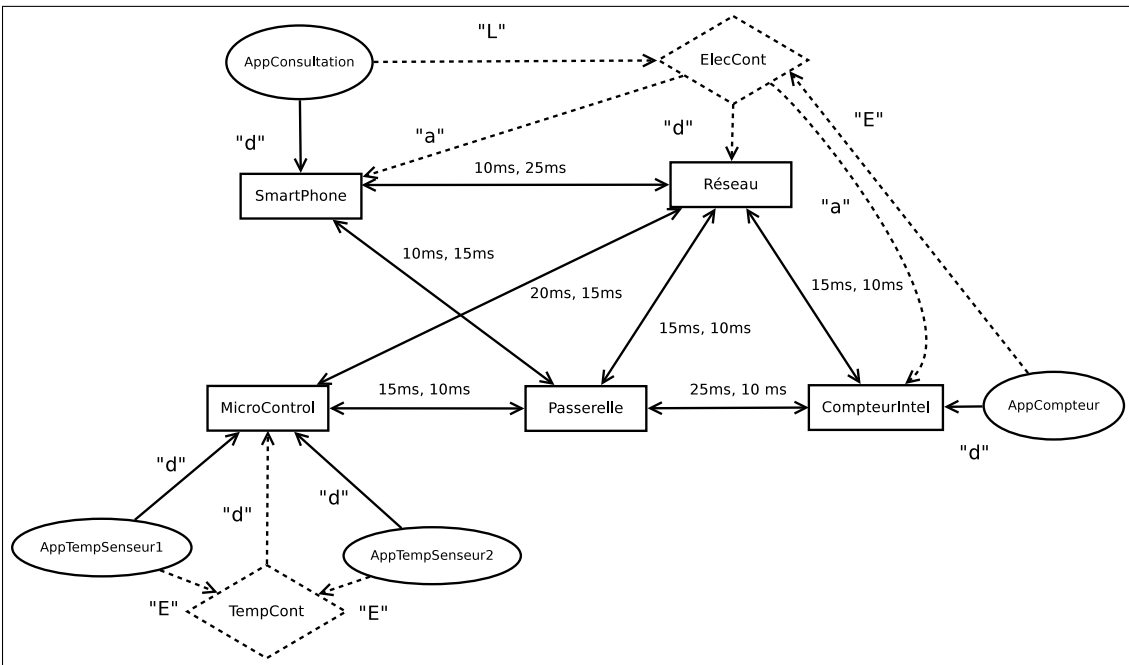 "L"
AppConsultation
ElecCont
"E"
"d"
"a"
"d"
10ms, 25ms
SmartPhone
Réseau
"a"
10ms, 15ms
20ms, 15ms
15ms, 10ms
15ms, 10ms
15ms, 10ms
25ms, 10 ms
MicroControl
Passerelle
CompteurIntel
AppCompteur
"d"
"d"
"d"
"d"
AppTempSenseur1
AppTempSenseur2
"E"
TempCont
"E"